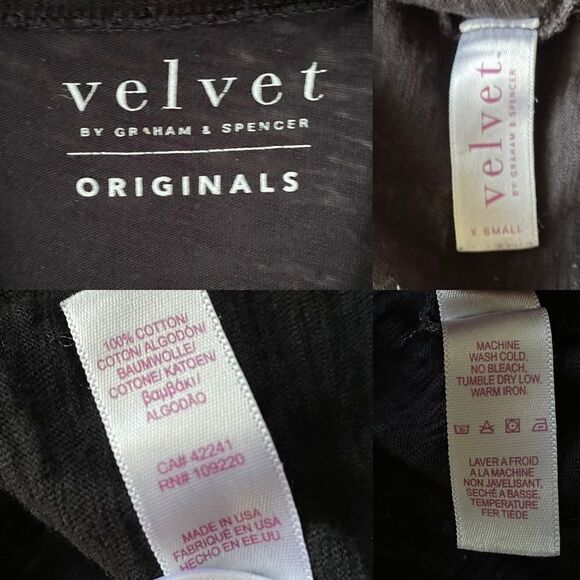 velvet
BY GRAHAM & SPENCER
ORIGINALS
velvet
BY GRAHAM & SPENCER
X SMALL
100% COTTON/
COTON/ ALGODÓN/
BAUMWOLLE/
COTONE/ KATOEN/
βαμβάκι/
ALGODÃO
CA# 42241
RN# 109220
MADE IN USA
FABRIQUÉ EN USA
HECHO EN EE.UU.
MACHINE
WASH COLD,
NO BLEACH,
TUMBLE DRY LOW,
WARM IRON.
LAVER A FROID
A LA MACHINE
NON JAVELISANT,
SECHÉ A BASSE,
TEMPERATURE
FER TIÈDE